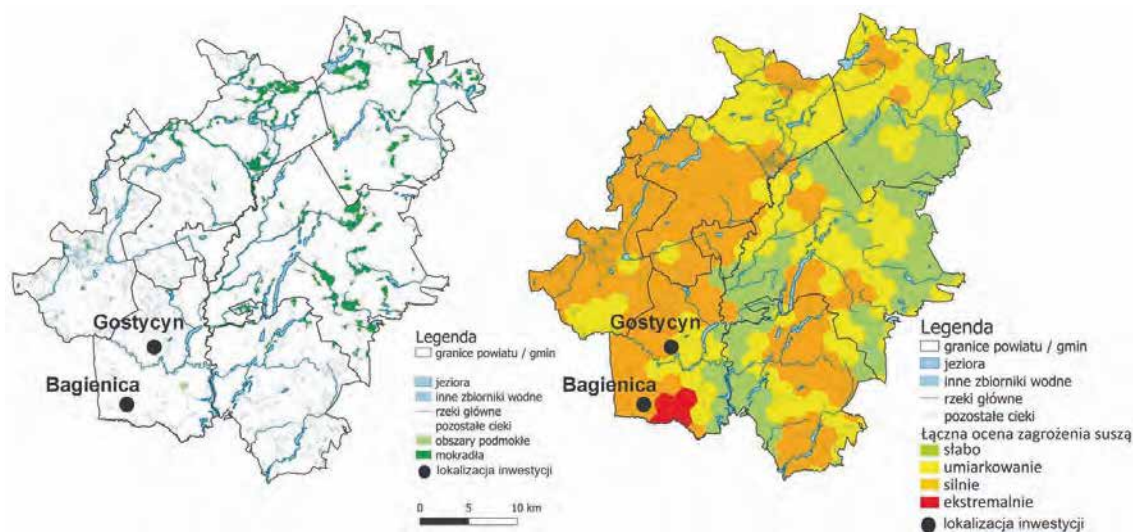 Gostycyn
Bagienica
Legenda
granice powiatu / gmin
jeziora
inne zbiorniki wodne
rzeki główne
pozostałe cieki
obszary podmokłe
mokradła
lokalizacja inwestycji
0 5 10 km
Gostycyn
Bagienica
Legenda
granice powiatu / gmin
jeziora
inne zbiorniki wodne
rzeki główne
pozostałe cieki
Łączna ocena zagrożenia suszą
słabo
umiarkowanie
silnie
ekstremalnie
lokalizacja inwestycji